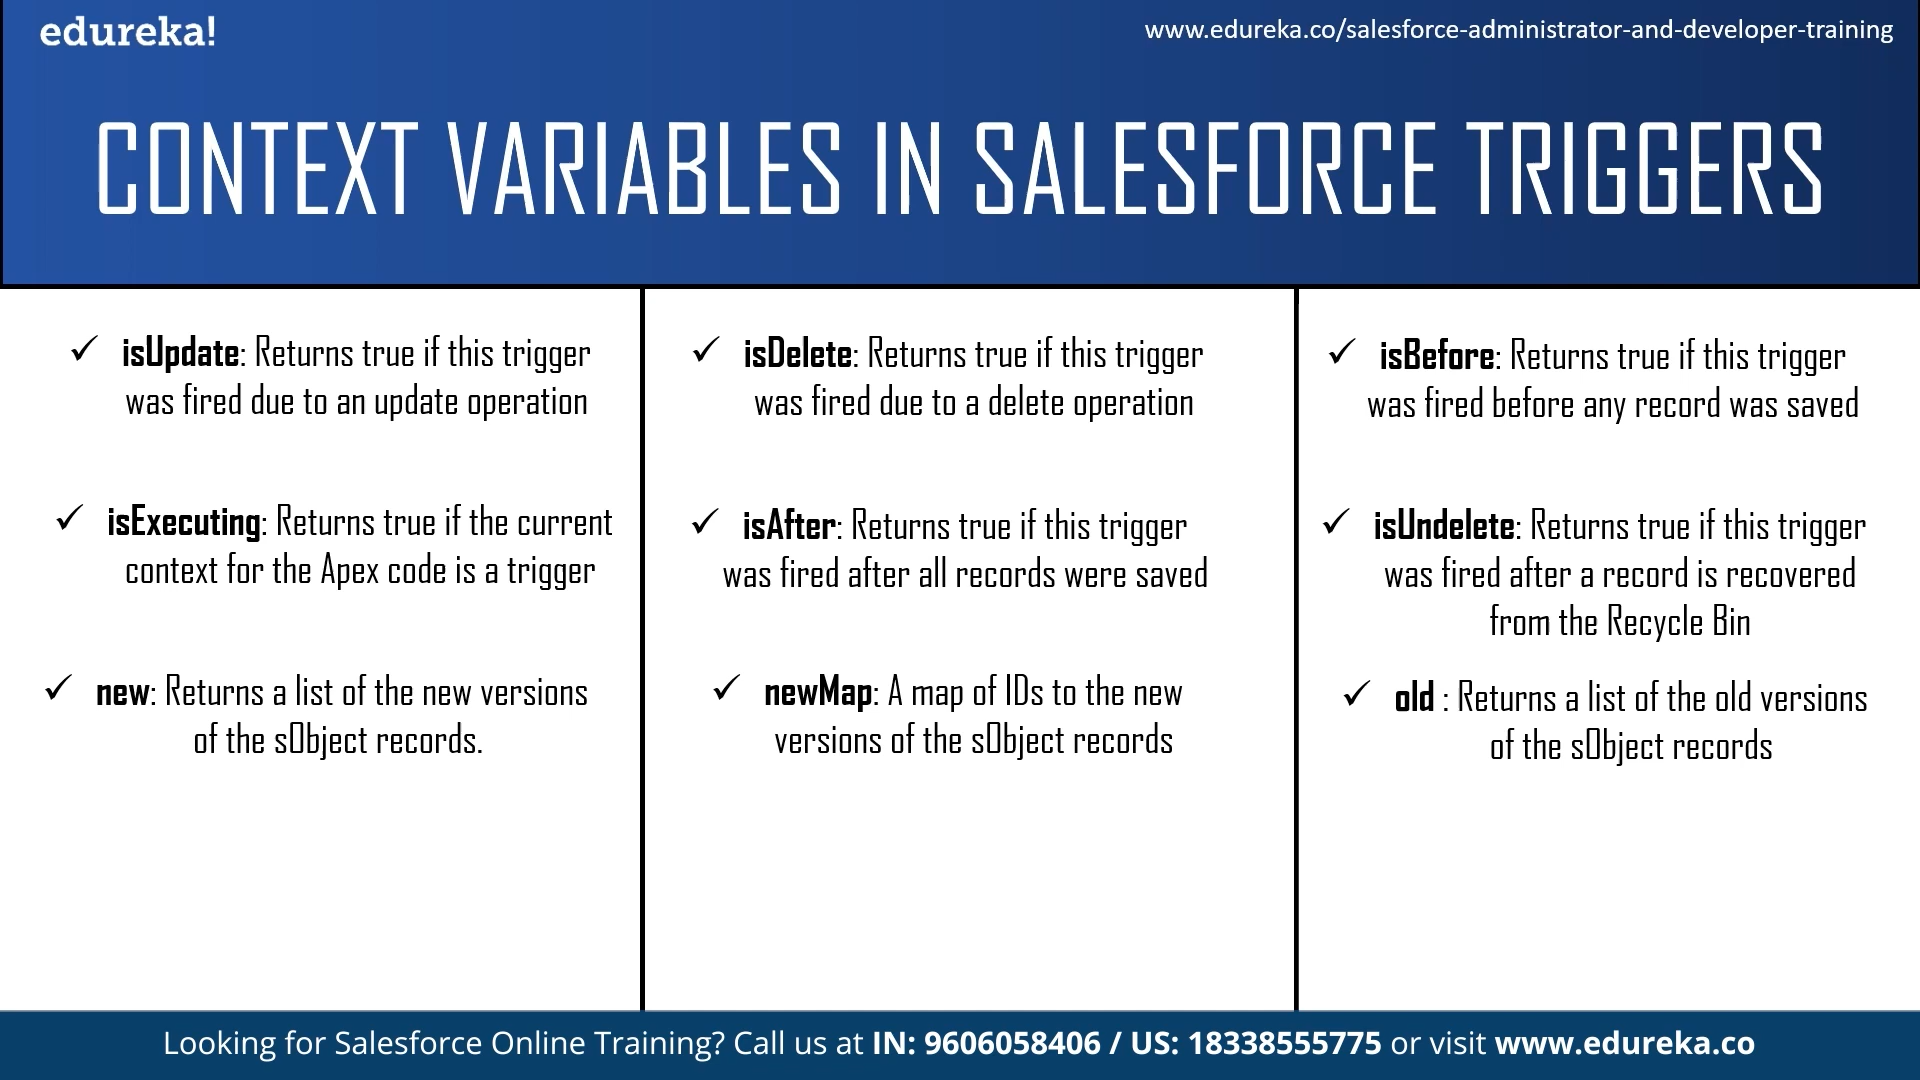 edureka!
www.edureka.co/salesforce-administrator-and-developer-training
CONTEXT VARIABLES IN SALESFORCE TRIGGERS
✓ isUpdate: Returns true if this trigger
was fired due to an update operation
✓ isExecuting: Returns true if the current
context for the Apex code is a trigger
✓ new: Returns a list of the new versions
of the sObject records.
✓ isDelete: Returns true if this trigger
was fired due to a delete operation
✓ isAfter: Returns true if this trigger
was fired after all records were saved
✓ newMap: A map of IDs to the new
versions of the sObject records
✓ isBefore: Returns true if this trigger
was fired before any record was saved
✓ isUndelete: Returns true if this trigger
was fired after a record is recovered
from the Recycle Bin
✓ old : Returns a list of the old versions
of the sObject records
Looking for Salesforce Online Training? Call us at IN: 9606058406 / US: 18338555775 or visit www.edureka.co